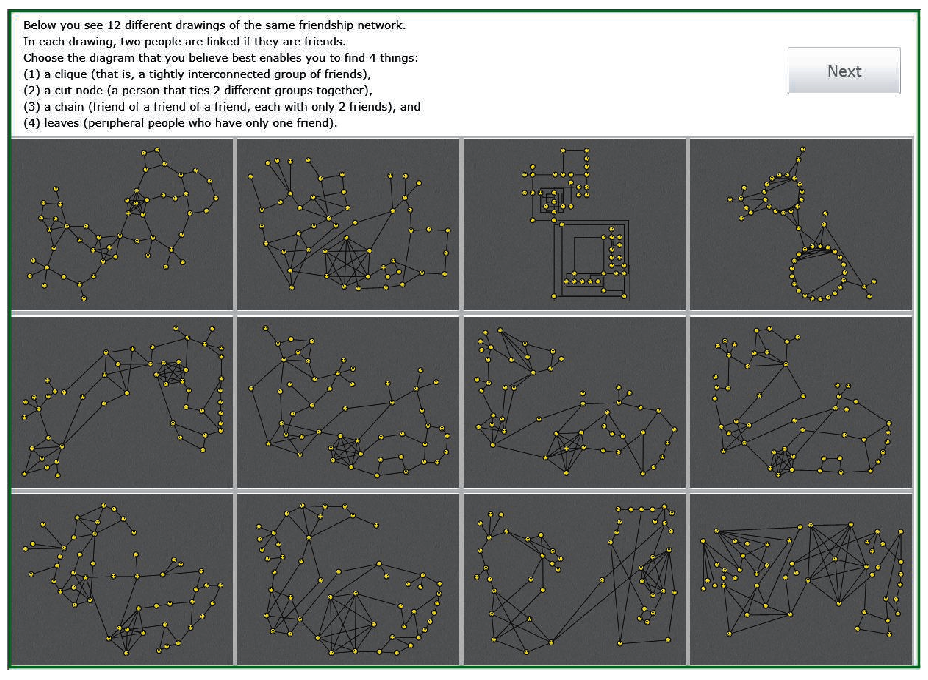 Below you see 12 different drawings of the same friendship network.
In each drawing, two people are linked if they are friends.
Choose the diagram that you believe best enables you to find 4 things:
(1) a clique (that is, a tightly interconnected group of friends),
(2) a cut node (a person that ties 2 different groups together),
(3) a chain (friend of a friend of a friend, each with only 2 friends), and
(4) leaves (peripheral people who have only one friend).
Next